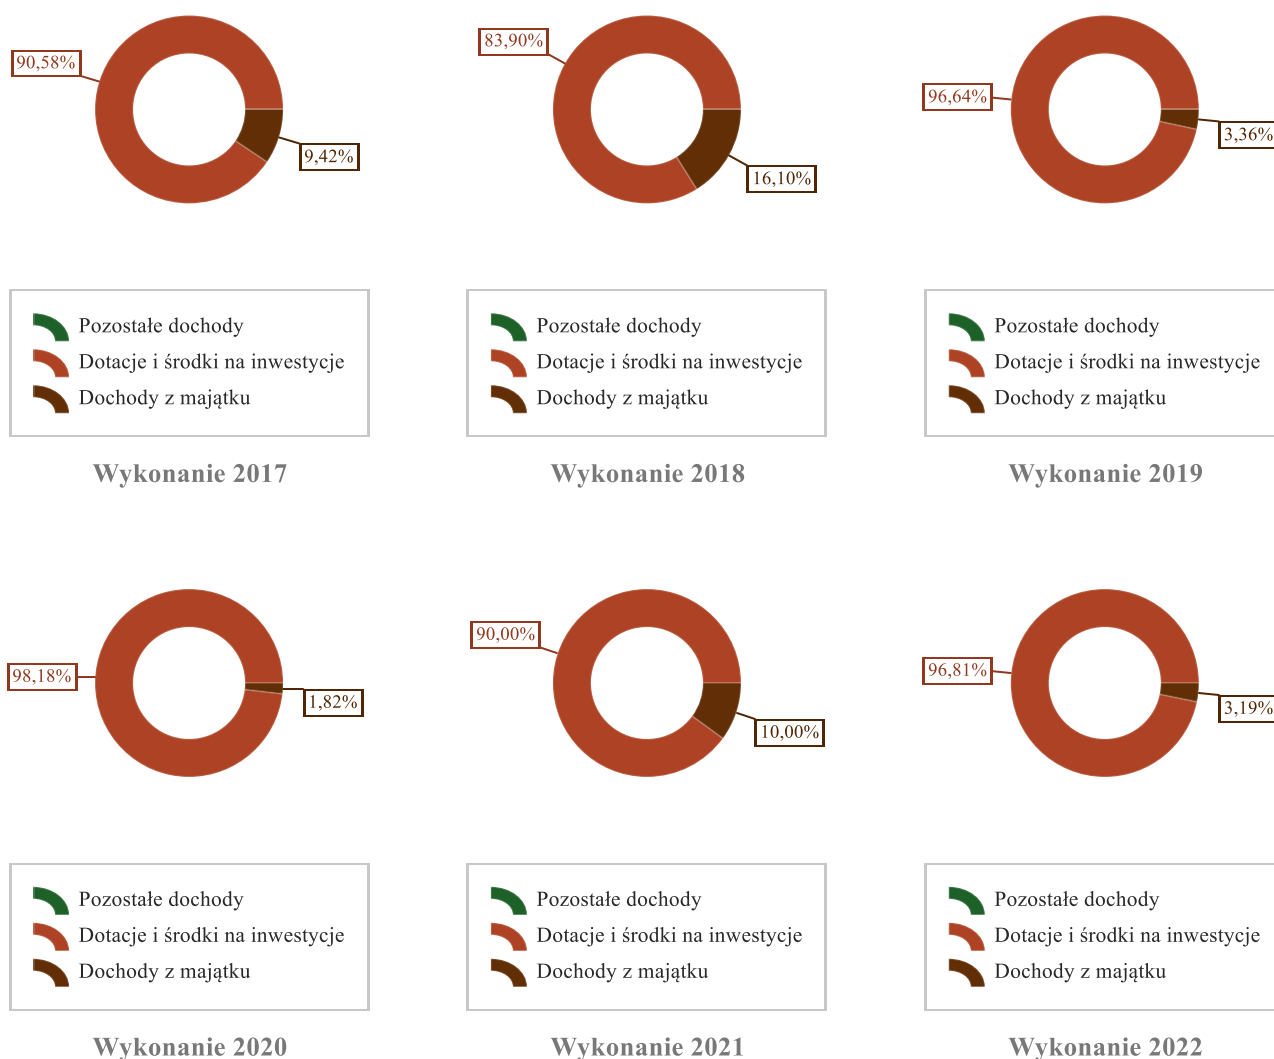 90,58%
9,42%
Pozostałe dochody
Dotacje i środki na inwestycje
Dochody z majątku
Wykonanie 2017
83,90%
16,10%
Pozostałe dochody
Dotacje i środki na inwestycje
Dochody z majątku
Wykonanie 2018
96,64%
3,36%
Pozostałe dochody
Dotacje i środki na inwestycje
Dochody z majątku
Wykonanie 2019
98,18%
1,82%
Pozostałe dochody
Dotacje i środki na inwestycje
Dochody z majątku
Wykonanie 2020
90,00%
10,00%
Pozostałe dochody
Dotacje i środki na inwestycje
Dochody z majątku
Wykonanie 2021
96,81%
3,19%
Pozostałe dochody
Dotacje i środki na inwestycje
Dochody z majątku
Wykonanie 2022